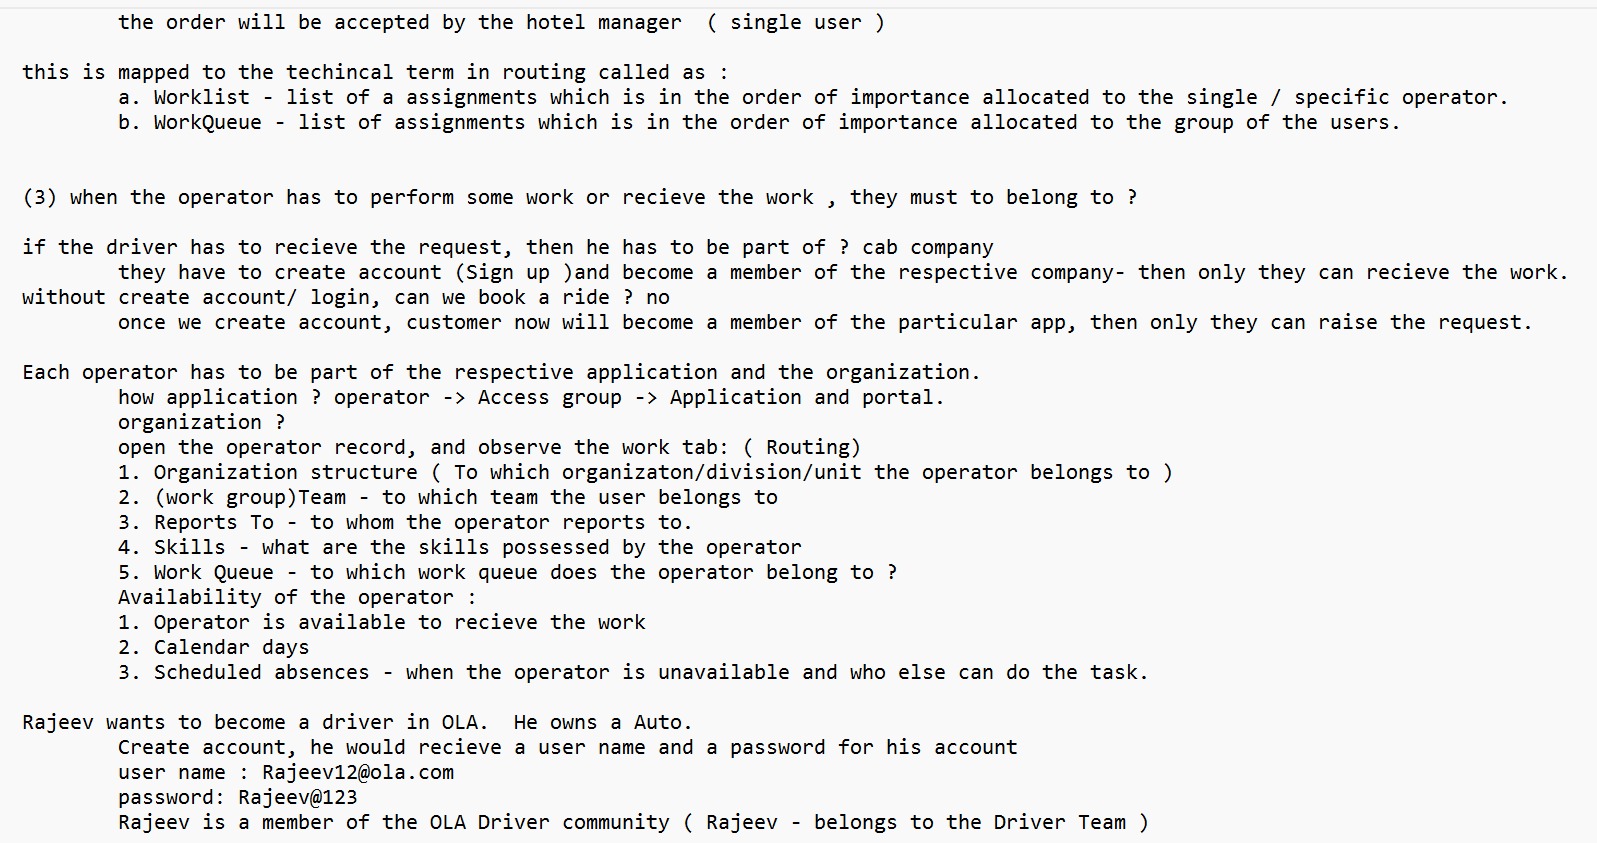 the order will be accepted by the hotel manager  ( single user )
this is mapped to the techincal term in routing called as :
a. Worklist - list of a assignments which is in the order of importance allocated to the single / specific operator.
b. WorkQueue - list of assignments which is in the order of importance allocated to the group of the users.
(3) when the operator has to perform some work or recieve the work , they must to belong to ?
if the driver has to recieve the request, then he has to be part of ? cab company
they have to create account (Sign up )and become a member of the respective company- then only they can recieve the work.
without create account/ login, can we book a ride ? no
once we create account, customer now will become a member of the particular app, then only they can raise the request.
Each operator has to be part of the respective application and the organization.
how application ? operator -> Access group -> Application and portal.
organization ?
open the operator record, and observe the work tab: ( Routing)
1. Organization structure ( To which organizaton/division/unit the operator belongs to )
2. (work group)Team - to which team the user belongs to
3. Reports To - to whom the operator reports to.
4. Skills - what are the skills possessed by the operator
5. Work Queue - to which work queue does the operator belong to ?
Availability of the operator :
1. Operator is available to recieve the work
2. Calendar days
3. Scheduled absences - when the operator is unavailable and who else can do the task.
Rajeev wants to become a driver in OLA.  He owns a Auto.
Create account, he would recieve a user name and a password for his account
user name : Rajeev12@ola.com
password: Rajeev@123
Rajeev is a member of the OLA Driver community ( Rajeev - belongs to the Driver Team )